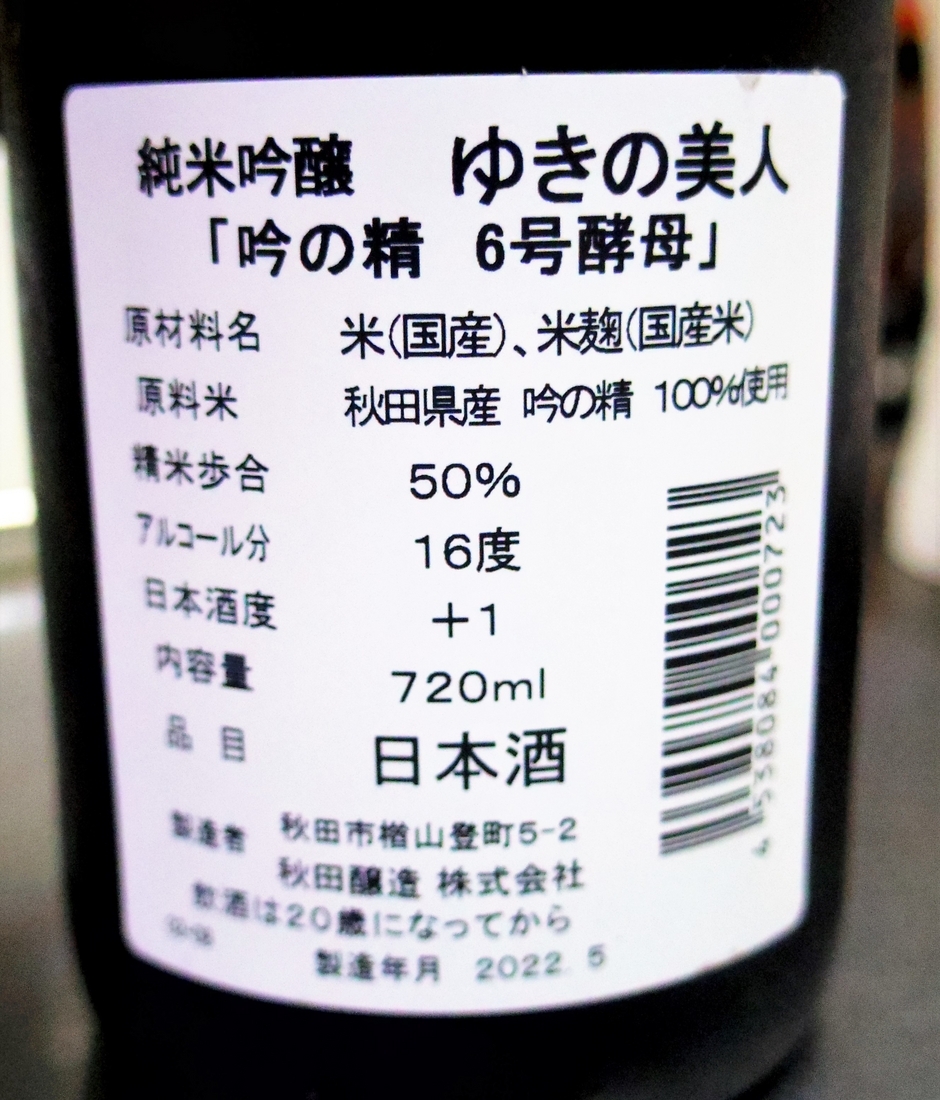 純米吟醸 ゆきの美人
「吟の精 6号酵母」
原材料名 米(国産)、米麹(国産米)
原料米 秋田県産 吟の精 100%使用
精米歩合 50%
アルコール分 16度
日本酒度 +1
内容量 720ml
品目 日本酒
製造者 秋田市楢山登町5-2
秋田醸造 株式会社
飲酒は20歳になってから
製造年月 2022.5
4 538084 000723